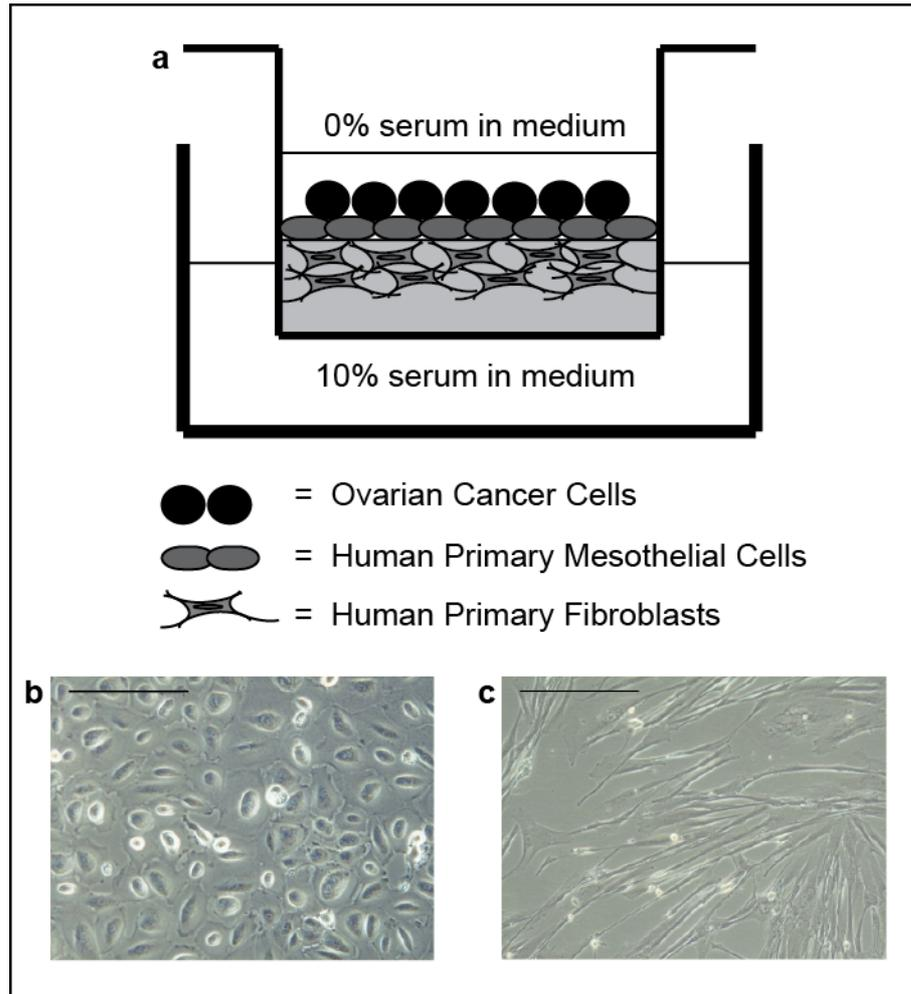 a
0% serum in medium
10% serum in medium
= Ovarian Cancer Cells
= Human Primary Mesothelial Cells
= Human Primary Fibroblasts
b
c